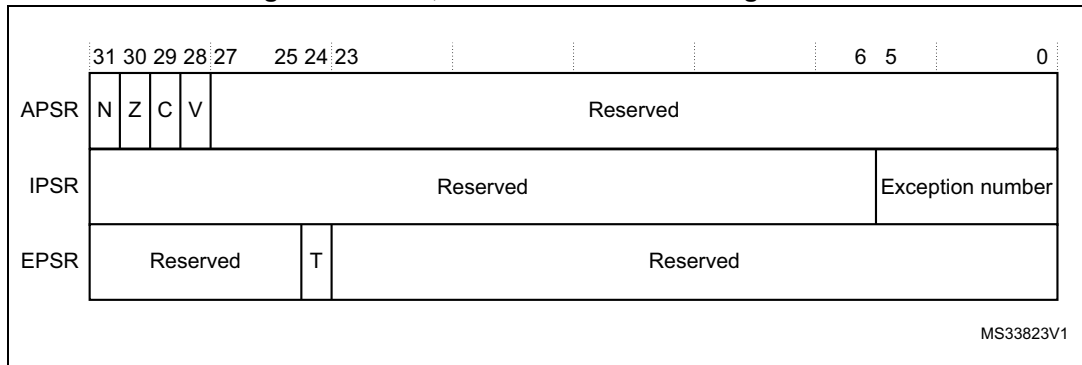 31 30 29 28 27 25 24 23 6 5 0
APSR N Z C V Reserved
IPSR Reserved Exception number
EPSR Reserved T Reserved
MS33823V1